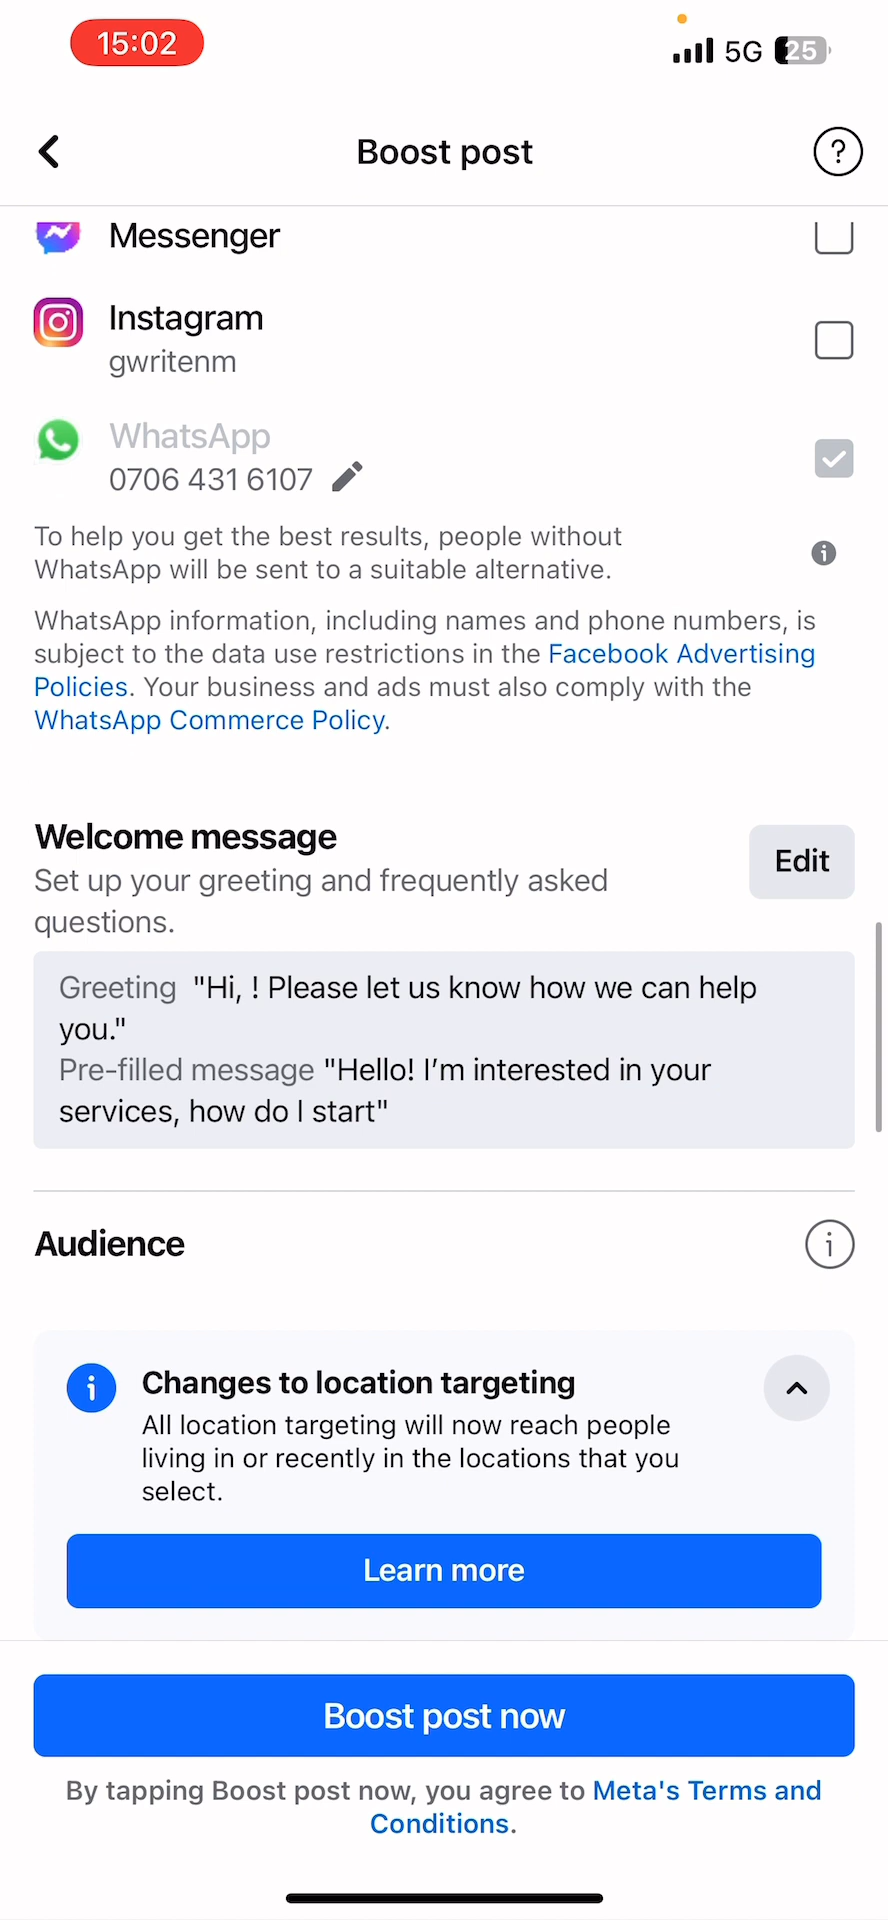 15:02
5G 25
Boost post
?
Messenger
Instagram
gwritenm
WhatsApp
0706 431 6107
To help you get the best results, people without
WhatsApp will be sent to a suitable alternative.
WhatsApp information, including names and phone numbers, is
subject to the data use restrictions in the Facebook Advertising
Policies. Your business and ads must also comply with the
WhatsApp Commerce Policy.
Welcome message
Edit
Set up your greeting and frequently asked
questions.
Greeting "Hi, ! Please let us know how we can help
you."
Pre-filled message "Hello! I’m interested in your
services, how do I start"
Audience
Changes to location targeting
All location targeting will now reach people
living in or recently in the locations that you
select.
Learn more
Boost post now
By tapping Boost post now, you agree to Meta's Terms and
Conditions.